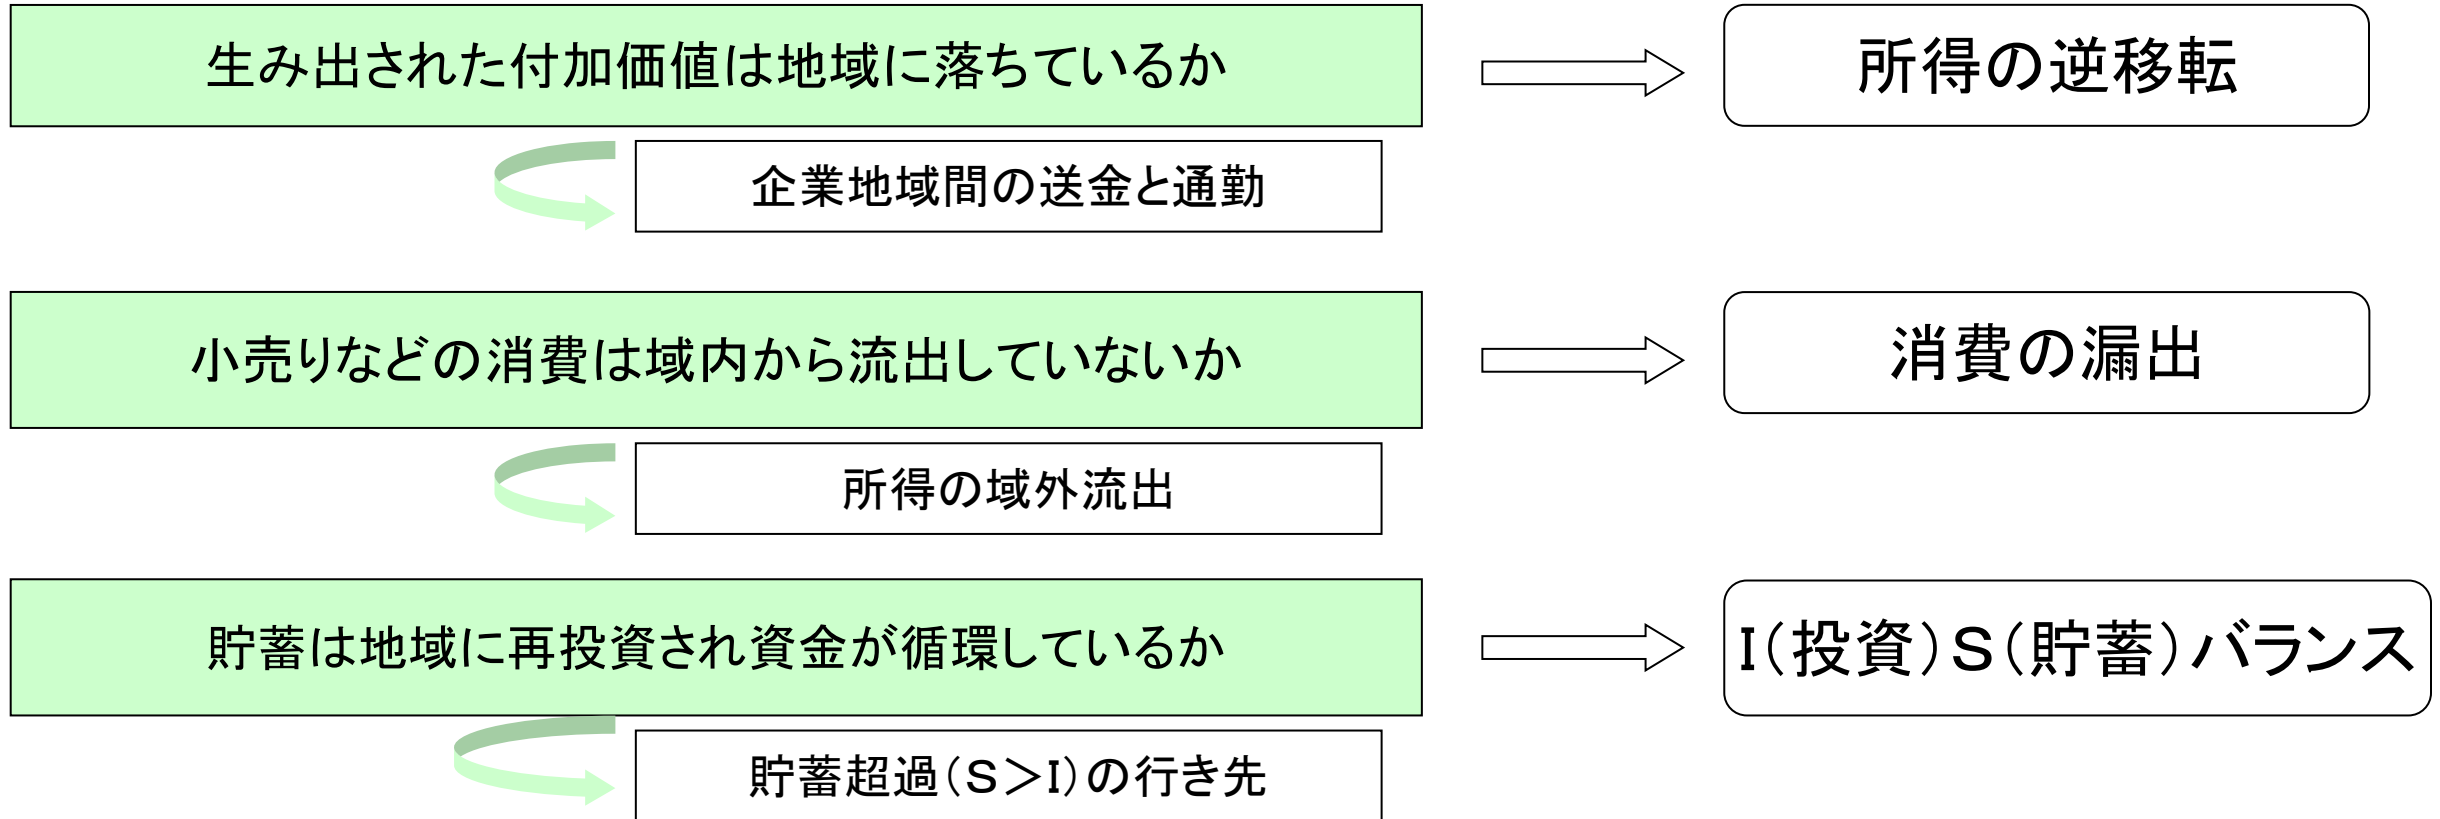 生み出された付加価値は地域に落ちているか
所得の逆移転
企業地域間の送金と通勤
小売りなどの消費は域内から流出していないか
消費の漏出
所得の域外流出
貯蓄は地域に再投資され資金が循環しているか
I（投資）S（貯蓄）バランス
貯蓄超過（S＞I）の行き先